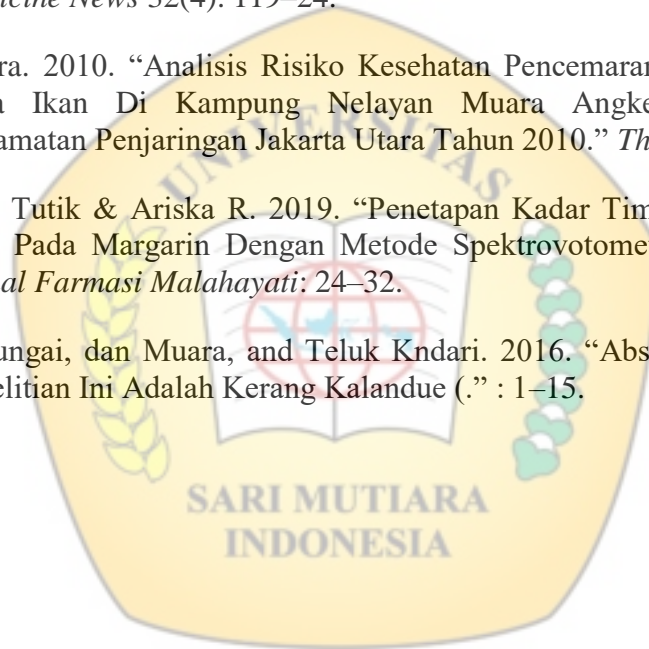 icine News 32(4): 119–24.
ra. 2010. “Analisis Risiko Kesehatan Pencemaran
Ikan Di Kampung Nelayan Muara Angke
amatan Penjaringan Jakarta Utara Tahun 2010.” Th
Tutik & Ariska R. 2019. “Penetapan Kadar Tim
Pada Margarin Dengan Metode Spektrovotome
al Farmasi Malahayati: 24–32.
ungai, dan Muara, and Teluk Kndari. 2016. “Abs
elitian Ini Adalah Kerang Kalandue (.” : 1–15.
UNIVERSITAS
SARI MUTIARA
INDONESIA